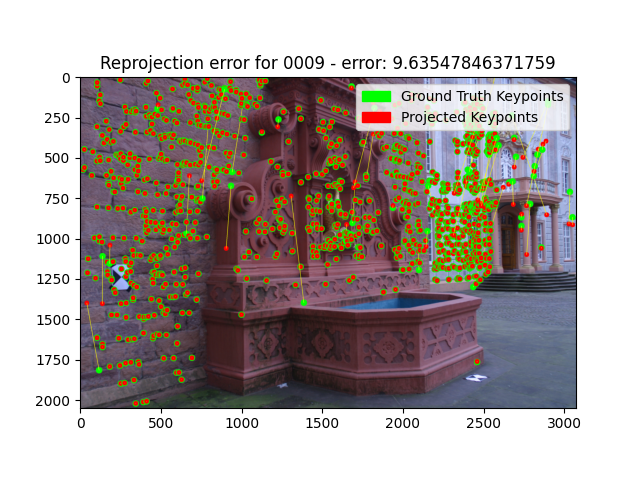 Reprojection error for 0009 - error: 9.63547846371759
Ground Truth Keypoints
Projected Keypoints
0
250
500
750
1000
1250
1500
1750
2000
0 500 1000 1500 2000 2500 3000